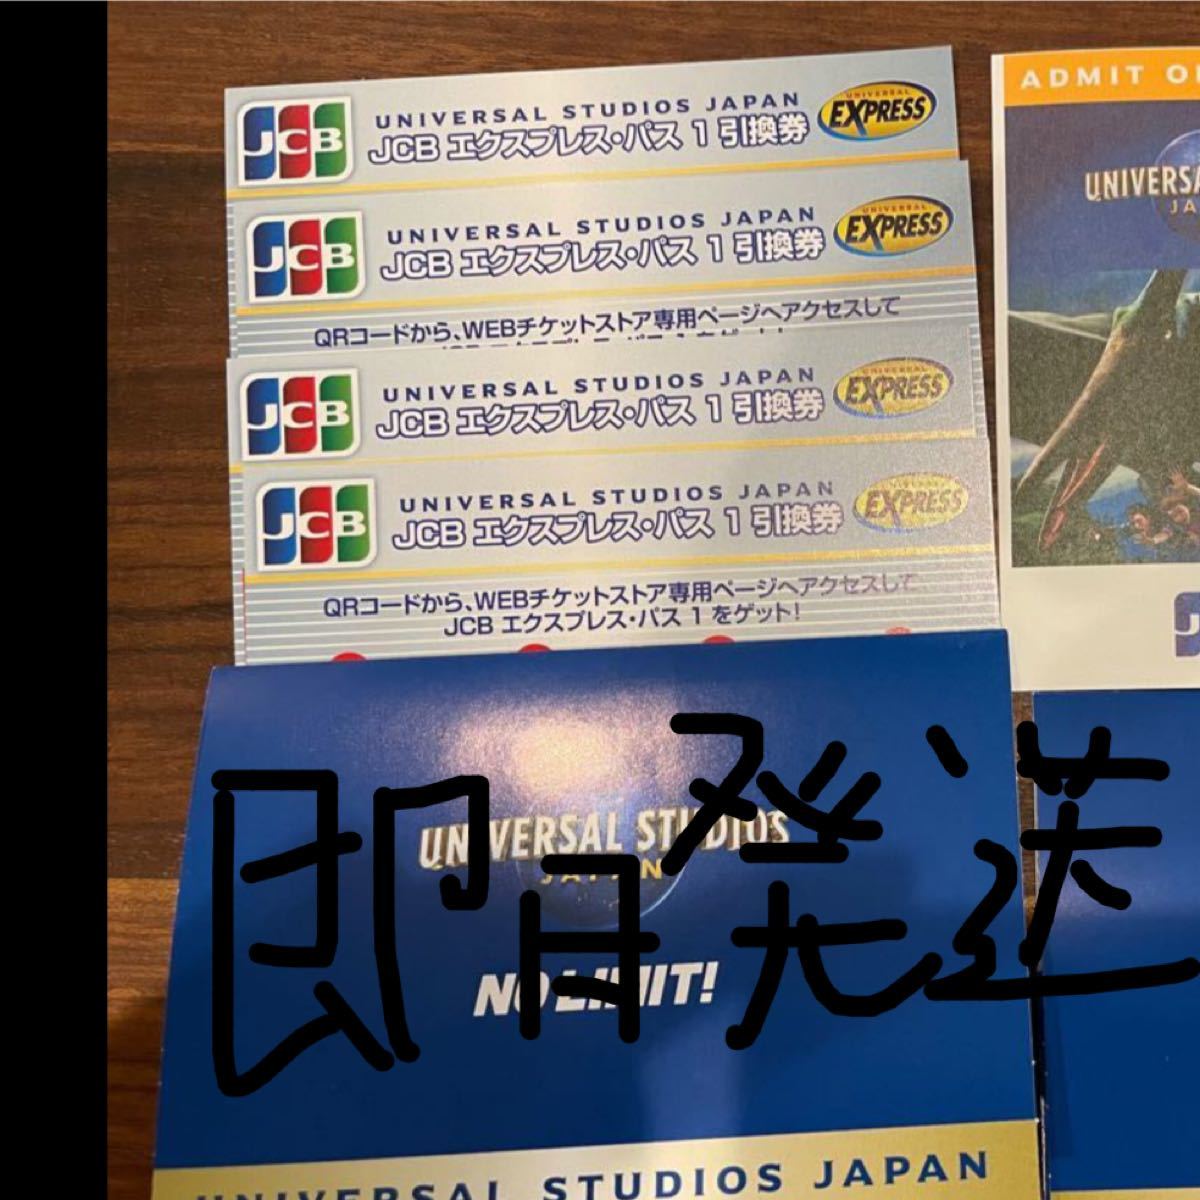 JCB
UNIVERSAL STUDIOS JAPAN
JCB エクスプレス・パス 1 引換券
UNIVERSAL
EXPRESS
JCB
UNIVERSAL STUDIOS JAPAN
JCB エクスプレス・パス 1 引換券
UNIVERSAL
EXPRESS
QRコードから、WEBチケットストア専用ページへアクセスして
JCB
UNIVERSAL STUDIOS JAPAN
JCB エクスプレス・パス 1 引換券
UNIVERSAL
EXPRESS
JCB
UNIVERSAL STUDIOS JAPAN
JCB エクスプレス・パス 1 引換券
UNIVERSAL
EXPRESS
QRコードから、WEBチケットストア専用ページへアクセスして
JCB エクスプレス・パス 1 をゲット!
ADMIT
UNIVERSA
JA
UNIVERSAL STUDIOS
JAPAN
即日発送
NO LIMIT!
UNIVERSAL STUDIOS JAPAN